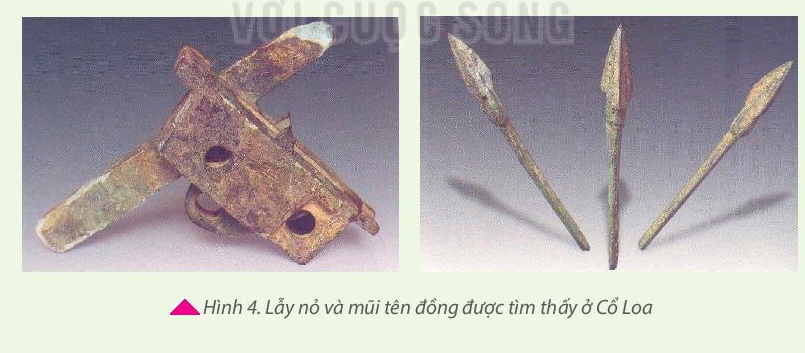 VỚI CUỘC SỐNG
Hình 4. Lẫy nỏ và mũi tên đồng được tìm thấy ở Cổ Loa